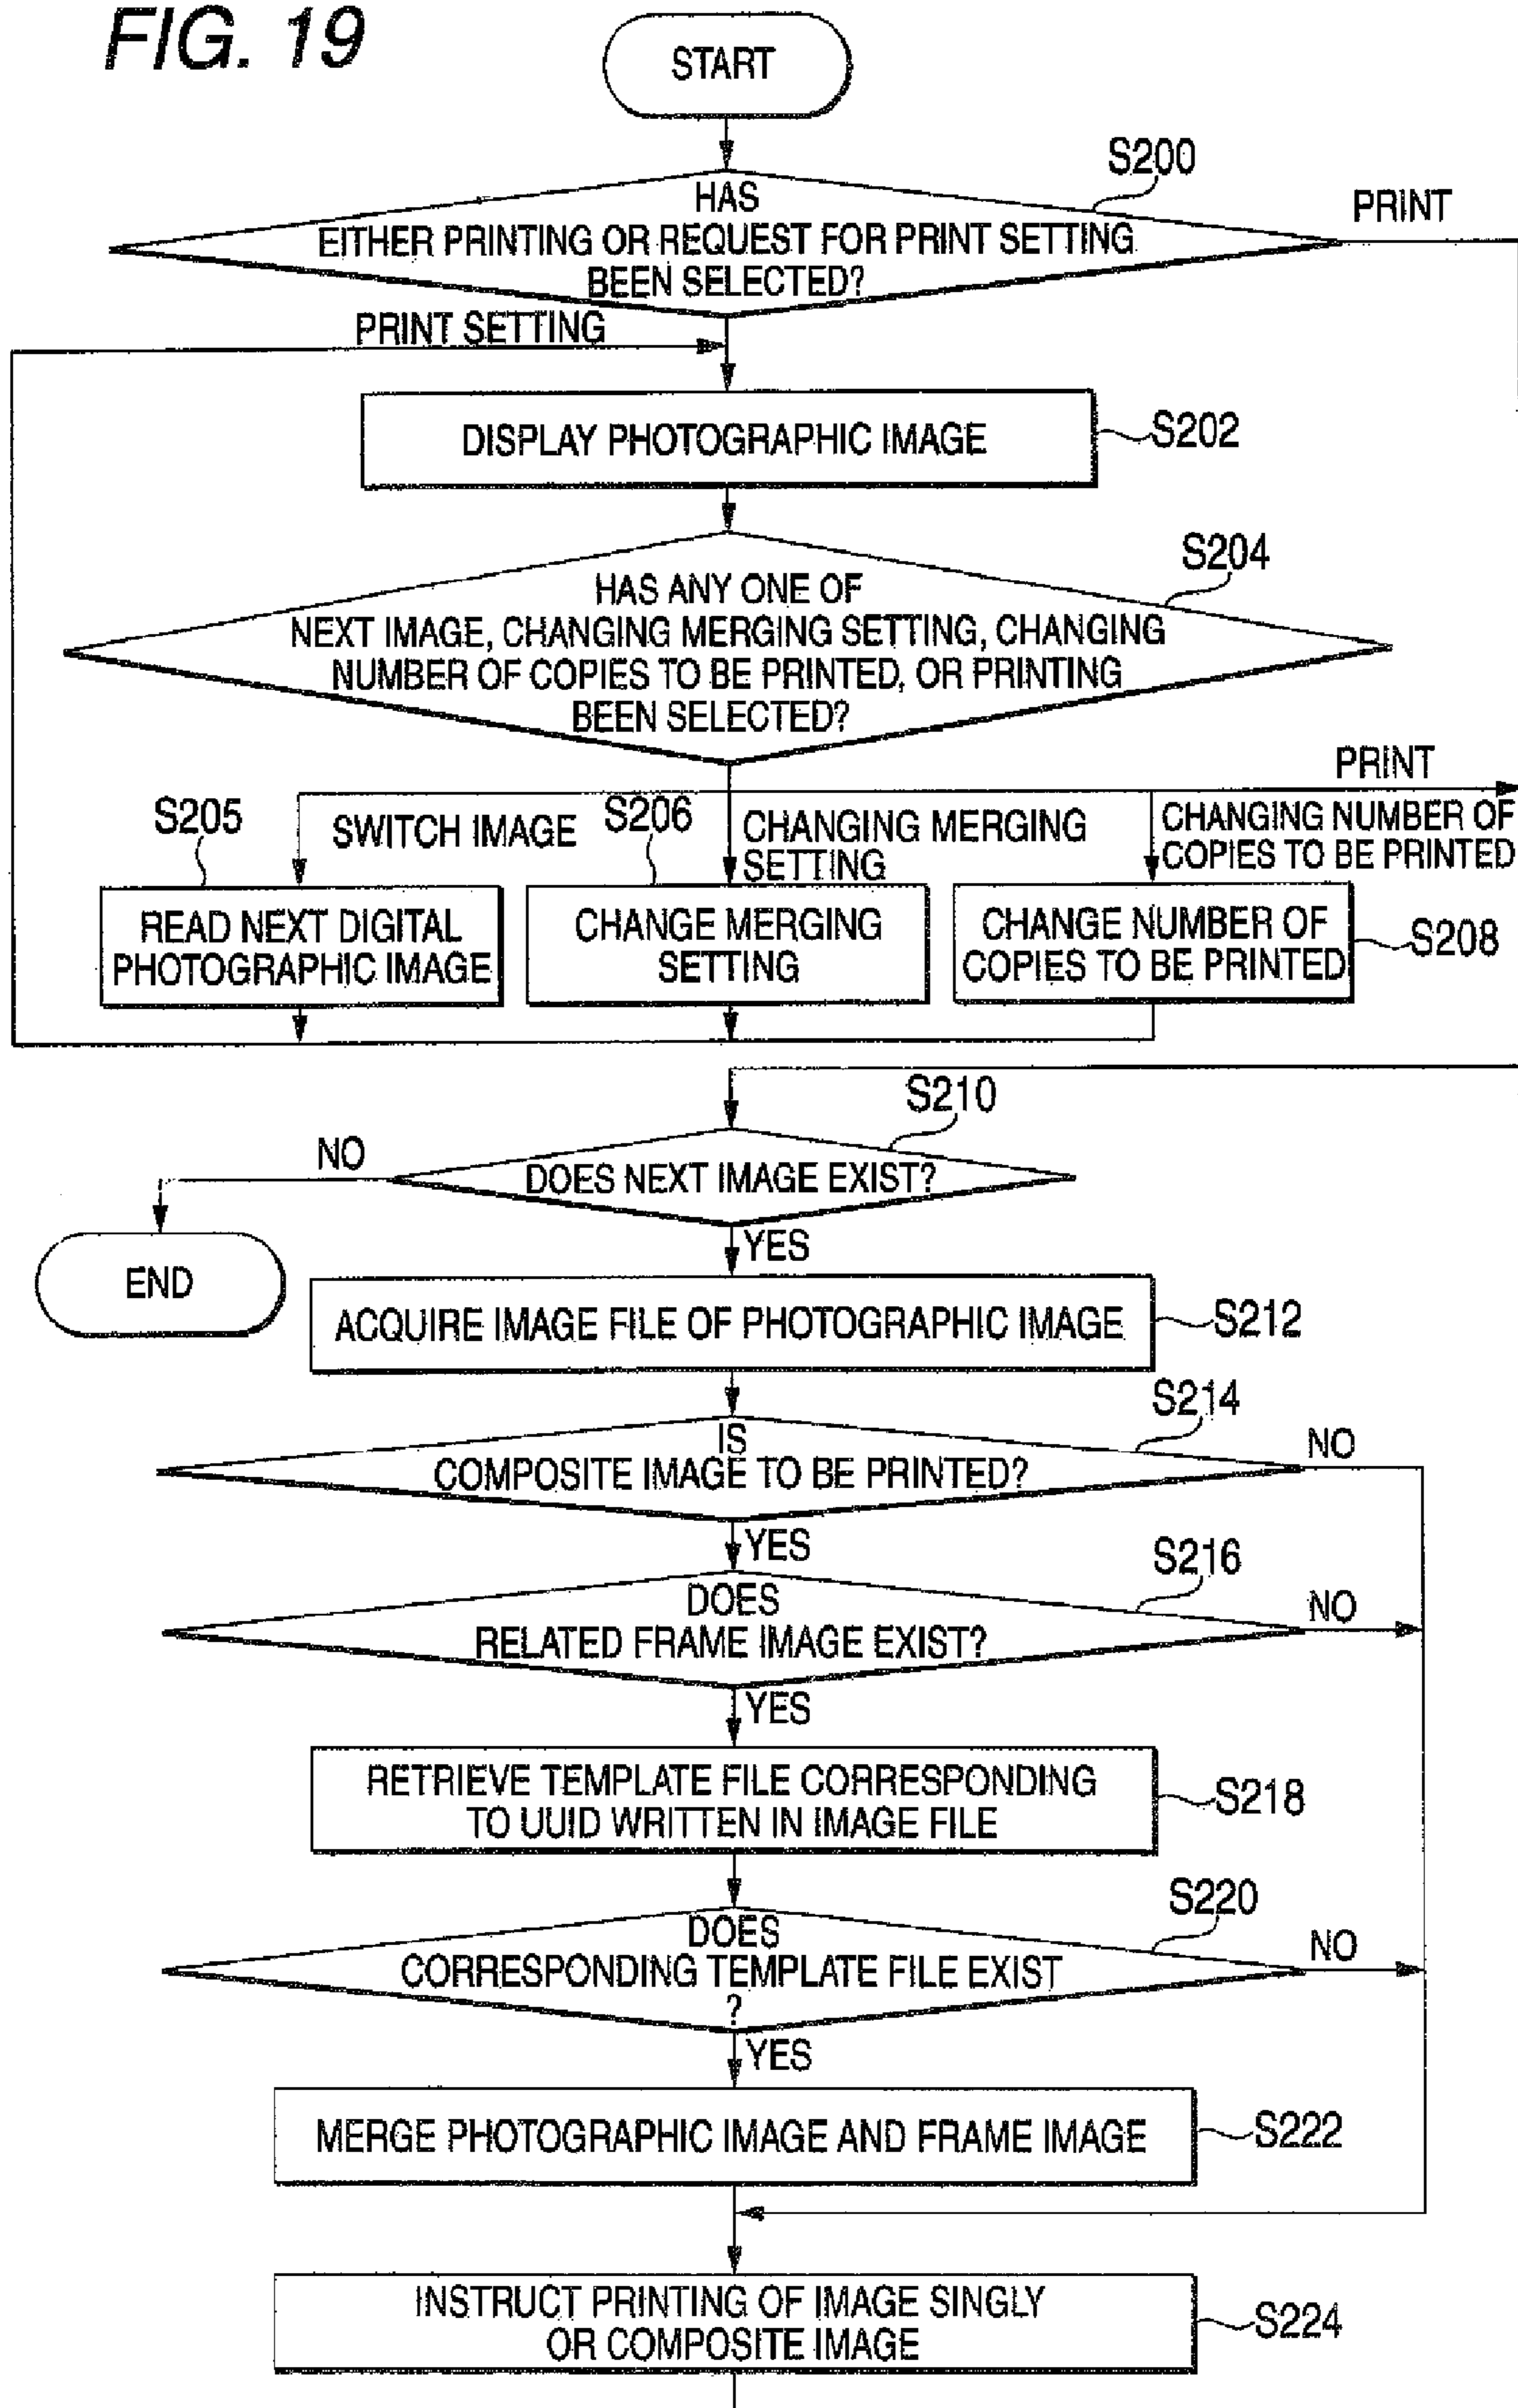 FIG. 19
START
S200
HAS
EITHER PRINTING OR REQUEST FOR PRINT SETTING
BEEN SELECTED?
PRINT
PRINT SETTING
DISPLAY PHOTOGRAPHIC IMAGE
S202
S204
HAS ANY ONE OF
NEXT IMAGE, CHANGING MERGING SETTING, CHANGING
NUMBER OF COPIES TO BE PRINTED, OR PRINTING
BEEN SELECTED?
PRINT
S205
SWITCH IMAGE
S206
CHANGING MERGING
SETTING
CHANGING NUMBER OF
COPIES TO BE PRINTED
READ NEXT DIGITAL
PHOTOGRAPHIC IMAGE
CHANGE MERGING
SETTING
CHANGE NUMBER OF
COPIES TO BE PRINTED
S208
S210
NO
DOES NEXT IMAGE EXIST?
YES
END
ACQUIRE IMAGE FILE OF PHOTOGRAPHIC IMAGE
S212
S214
IS
COMPOSITE IMAGE TO BE PRINTED?
NO
YES
S216
DOES
RELATED FRAME IMAGE EXIST?
NO
YES
RETRIEVE TEMPLATE FILE CORRESPONDING
TO UUID WRITTEN IN IMAGE FILE
S218
S220
DOES
CORRESPONDING TEMPLATE FILE EXIST
?
NO
YES
MERGE PHOTOGRAPHIC IMAGE AND FRAME IMAGE
S222
INSTRUCT PRINTING OF IMAGE SINGLY
OR COMPOSITE IMAGE
S224